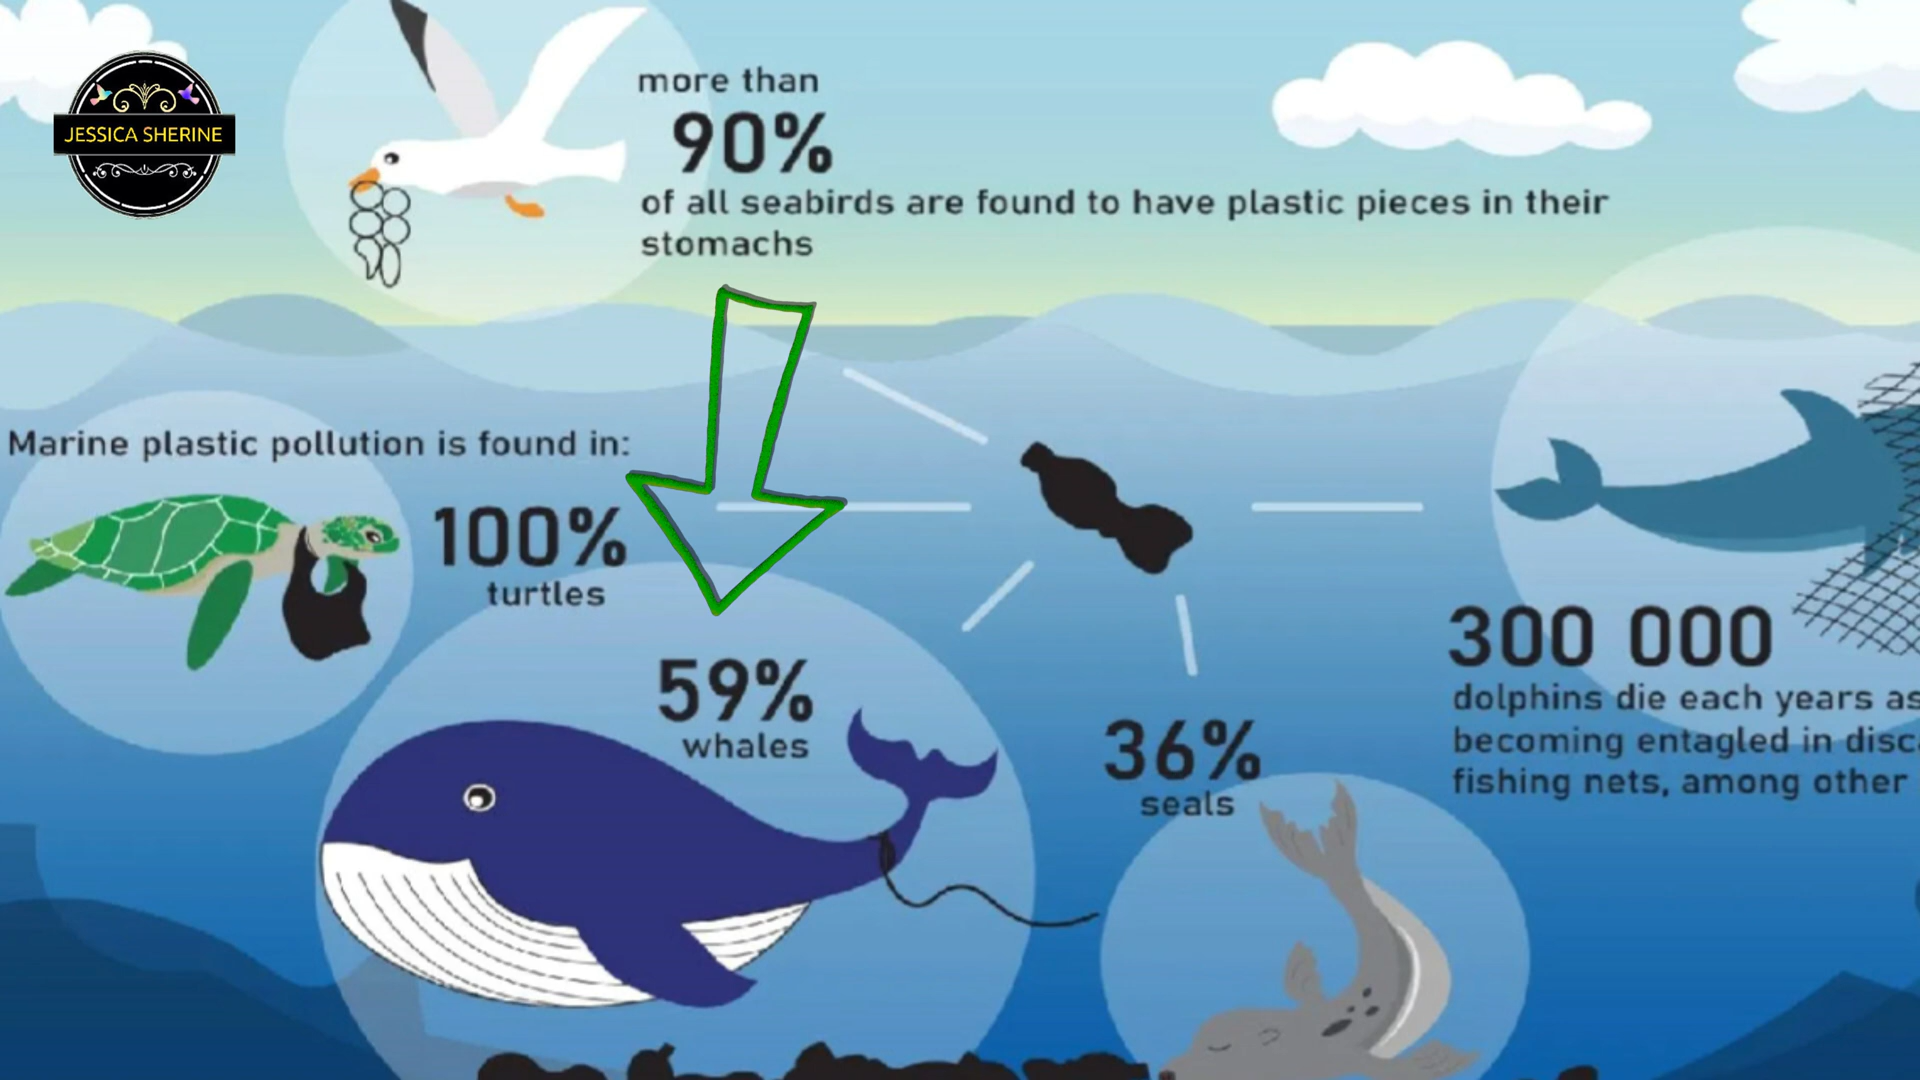 JESSICA SHERINE
more than
90%
of all seabirds are found to have plastic pieces in their
stomachs
Marine plastic pollution is found in:
100%
turtles
59%
whales
36%
seals
300 000
dolphins die each years as
becoming entagled in
fishing nets, among other